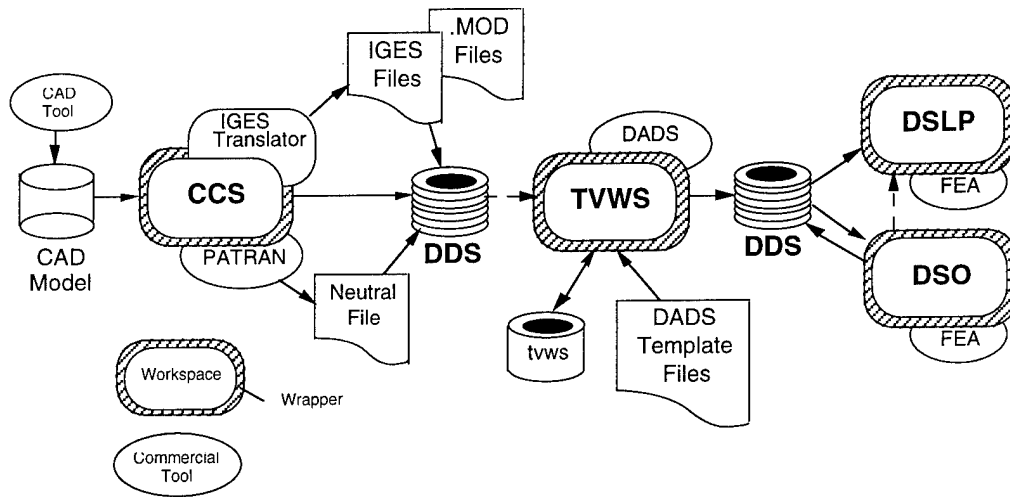 CAD
Tool
CAD
Model
IGES
Translator
CCS
PATRAN
IGES
Files
.MOD
Files
Neutral
File
DDS
DADS
TVWS
tvws
DADS
Template
Files
DDS
DSLP
FEA
DSO
FEA
Workspace
Wrapper
Commercial
Tool